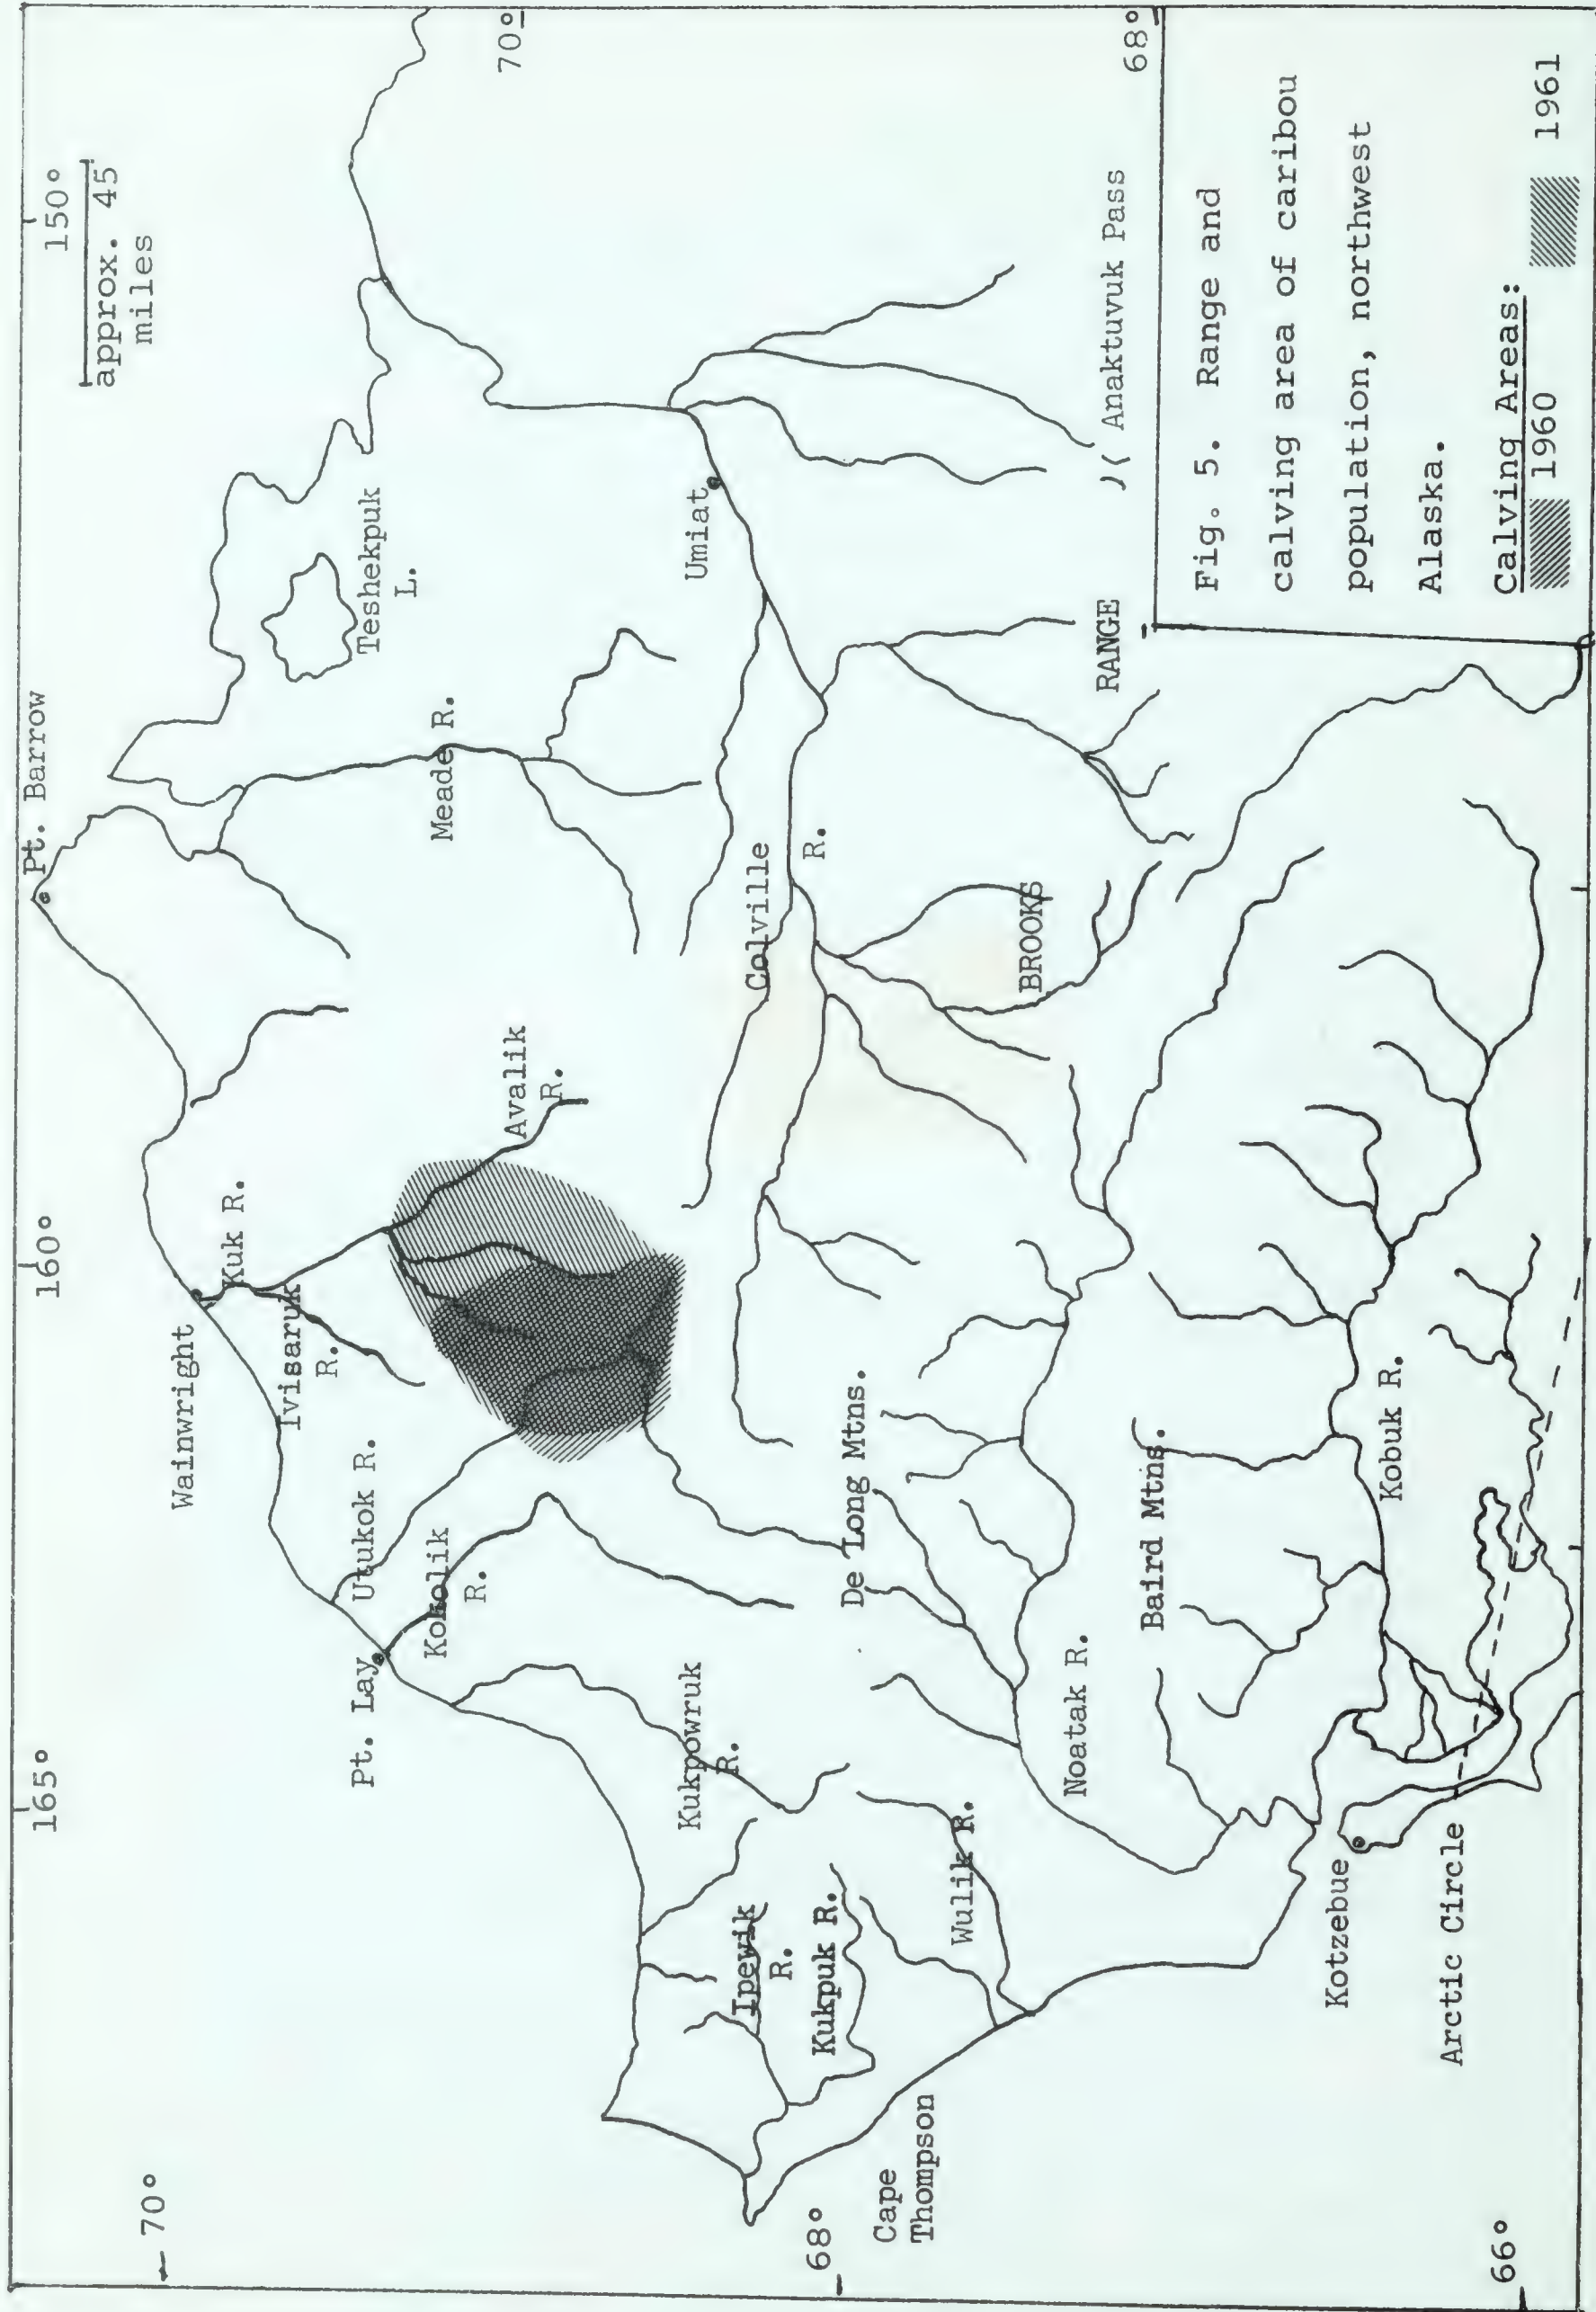 165°
160°
150°
approx. 45
miles
70°
70°
68°
68°
66°
Pt. Barrow
Wainwright
Kuk R.
Ivisaruk
R.
Teshekpuk
L.
Meade R.
Avalik
R.
Utukok R.
Pt. Lay
Kokolik
R.
Umiat
Colville
R.
Kukpowruk
R.
Ipewik
R.
Kukpuk R.
De Long Mtns.
BROOKS
RANGE
)( Anaktuvuk Pass
Cape
Thompson
Wulik R.
Noatak R.
Baird Mtns.
Kotzebue
Kobuk R.
Arctic Circle
Fig. 5. Range and
calving area of caribou
population, northwest
Alaska.
Calving Areas:
1960 1961